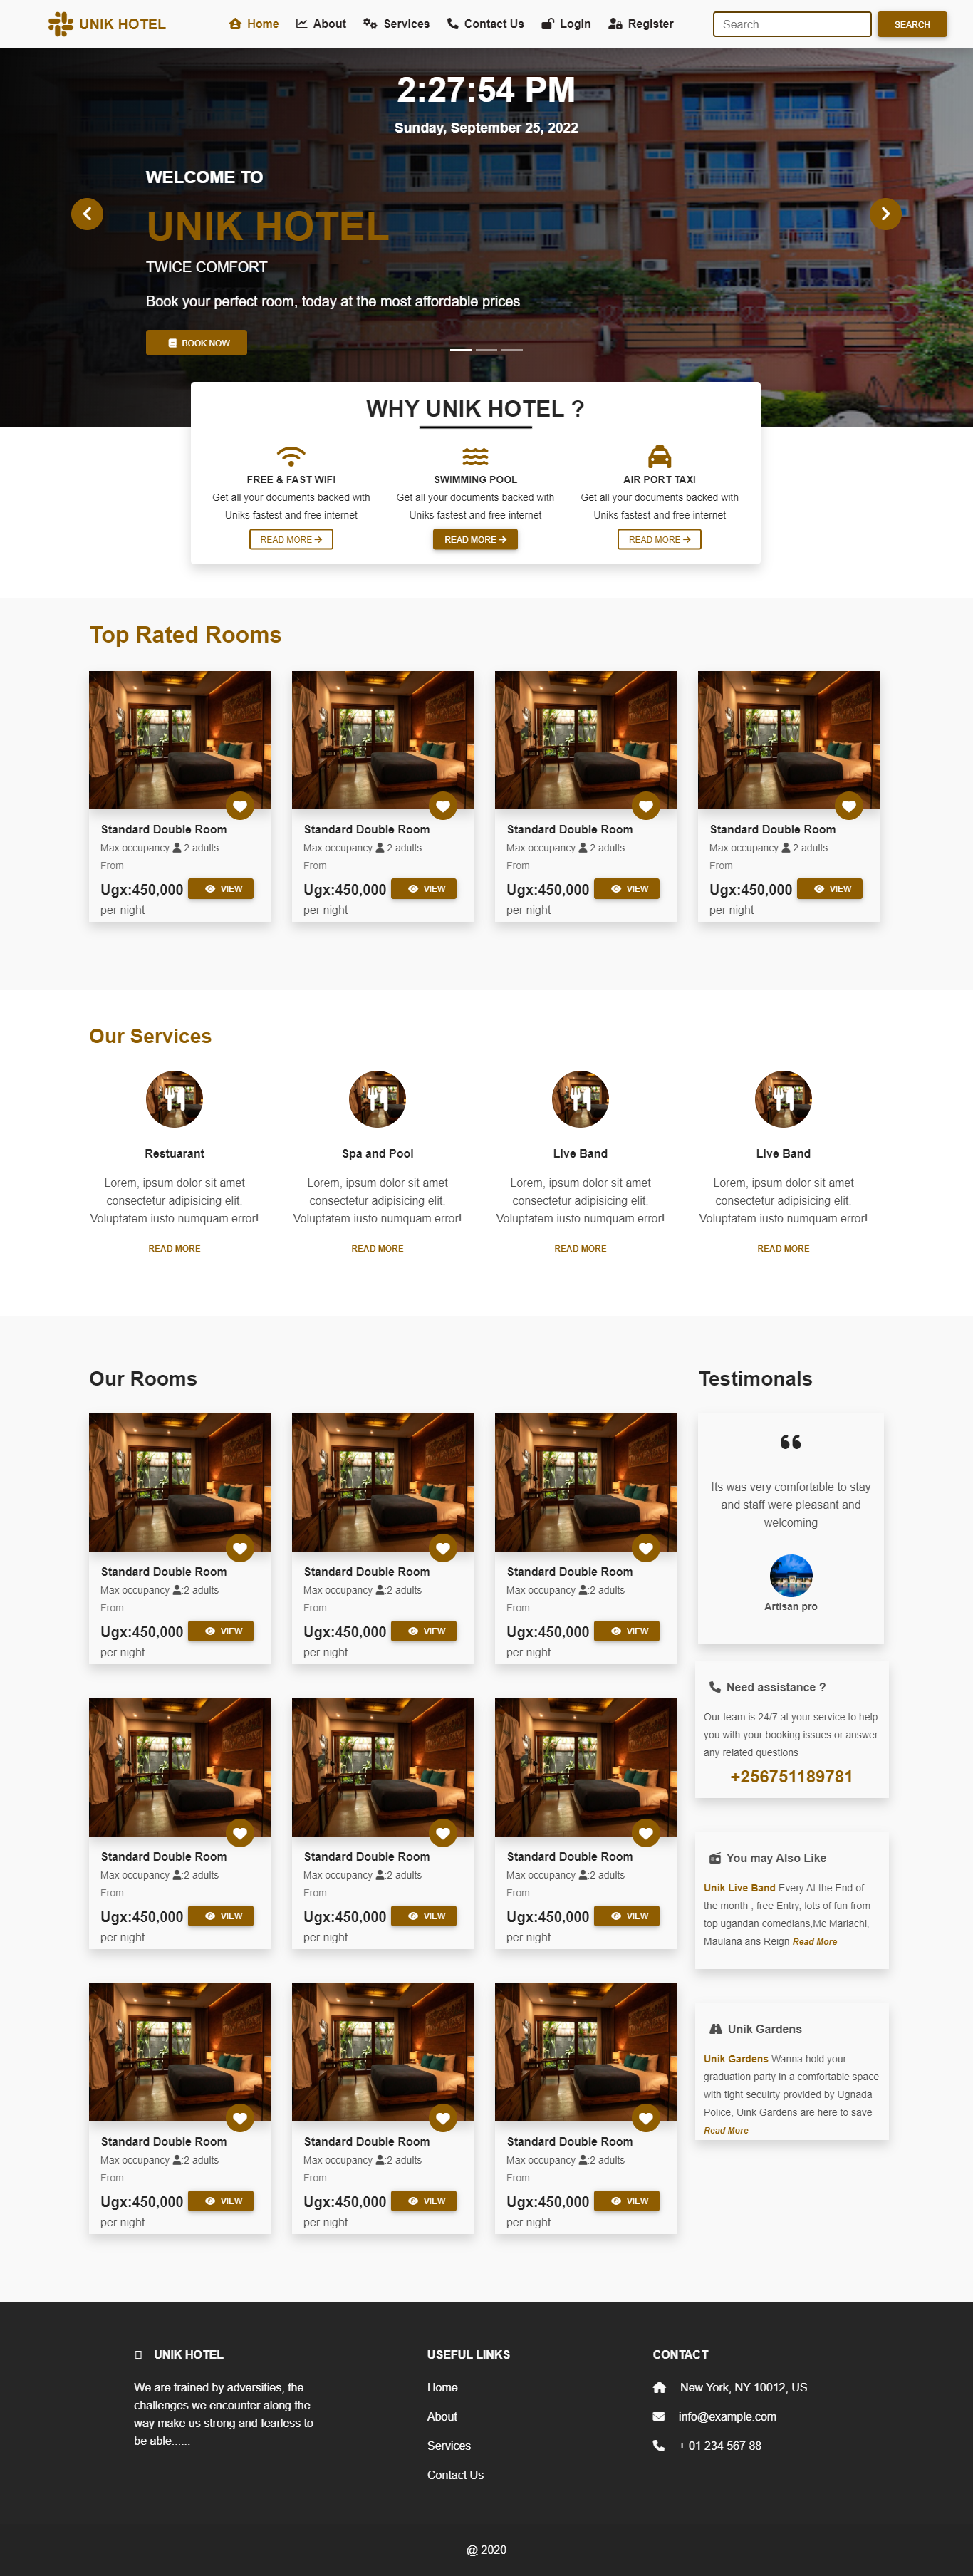 UNIK HOTEL
Home About Services Contact Us Login Register
Search SEARCH
2:27:54 PM
Sunday, September 25, 2022
WELCOME TO
UNIK HOTEL
TWICE COMFORT
Book your perfect room, today at the most affordable prices
BOOK NOW
WHY UNIK HOTEL ?
FREE & FAST WIFI
Get all your documents backed with
Uniks fastest and free internet
READ MORE
SWIMMING POOL
Get all your documents backed with
Uniks fastest and free internet
READ MORE
AIR PORT TAXI
Get all your documents backed with
Uniks fastest and free internet
READ MORE
Top Rated Rooms
Standard Double Room
Max occupancy :2 adults
From
Ugx:450,000 VIEW
per night
Standard Double Room
Max occupancy :2 adults
From
Ugx:450,000 VIEW
per night
Standard Double Room
Max occupancy :2 adults
From
Ugx:450,000 VIEW
per night
Standard Double Room
Max occupancy :2 adults
From
Ugx:450,000 VIEW
per night
Our Services
Restuarant
Lorem, ipsum dolor sit amet
consectetur adipisicing elit.
Voluptatem iusto numquam error!
READ MORE
Spa and Pool
Lorem, ipsum dolor sit amet
consectetur adipisicing elit.
Voluptatem iusto numquam error!
READ MORE
Live Band
Lorem, ipsum dolor sit amet
consectetur adipisicing elit.
Voluptatem iusto numquam error!
READ MORE
Live Band
Lorem, ipsum dolor sit amet
consectetur adipisicing elit.
Voluptatem iusto numquam error!
READ MORE
Our Rooms
Standard Double Room
Max occupancy :2 adults
From
Ugx:450,000 VIEW
per night
Standard Double Room
Max occupancy :2 adults
From
Ugx:450,000 VIEW
per night
Standard Double Room
Max occupancy :2 adults
From
Ugx:450,000 VIEW
per night
Standard Double Room
Max occupancy :2 adults
From
Ugx:450,000 VIEW
per night
Standard Double Room
Max occupancy :2 adults
From
Ugx:450,000 VIEW
per night
Standard Double Room
Max occupancy :2 adults
From
Ugx:450,000 VIEW
per night
Standard Double Room
Max occupancy :2 adults
From
Ugx:450,000 VIEW
per night
Standard Double Room
Max occupancy :2 adults
From
Ugx:450,000 VIEW
per night
Standard Double Room
Max occupancy :2 adults
From
Ugx:450,000 VIEW
per night
Testimonals
Its was very comfortable to stay
and staff were pleasant and
welcoming
Artisan pro
Need assistance ?
Our team is 24/7 at your service to help
you with your booking issues or answer
any related questions
+256751189781
You may Also Like
Unik Live Band Every At the End of
the month , free Entry, lots of fun from
top ugandan comedians,Mc Mariachi,
Maulana ans Reign Read More
Unik Gardens
Unik Gardens Wanna hold your
graduation party in a comfortable space
with tight secuirty provided by Ugnada
Police, Uink Gardens are here to save
Read More
UNIK HOTEL
We are trained by adversities, the
challenges we encounter along the
way make us strong and fearless to
be able......
USEFUL LINKS
Home
About
Services
Contact Us
CONTACT
New York, NY 10012, US
info@example.com
+ 01 234 567 88
@ 2020